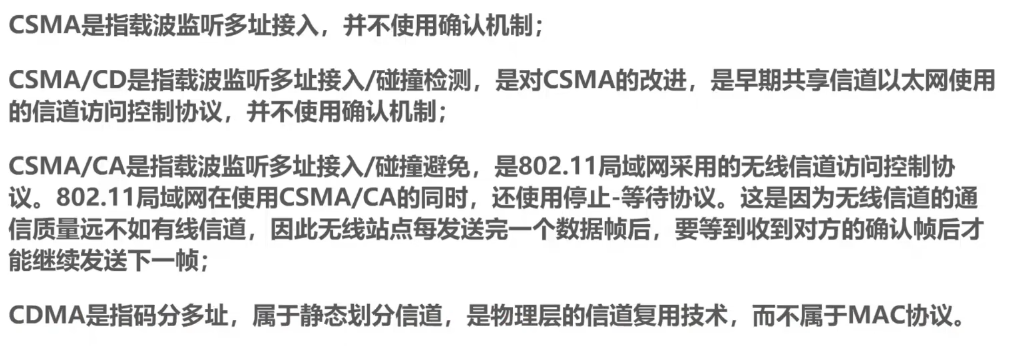 CSMA是指载波监听多址接入，并不使用确认机制；
CSMA/CD是指载波监听多址接入/碰撞检测，是对CSMA的改进，是早期共享信道以太网使用
的信道访问控制协议，并不使用确认机制；
CSMA/CA是指载波监听多址接入/碰撞避免，是802.11局域网采用的无线信道访问控制协
议。802.11局域网在使用CSMA/CA的同时，还使用停止-等待协议。这是因为无线信道的通
信质量远不如有线信道，因此无线站点每发送完一个数据帧后，要等到收到对方的确认帧后才
能继续发送下一帧；
CDMA是指码分多址，属于静态划分信道，是物理层的信道复用技术，而不属于MAC协议。